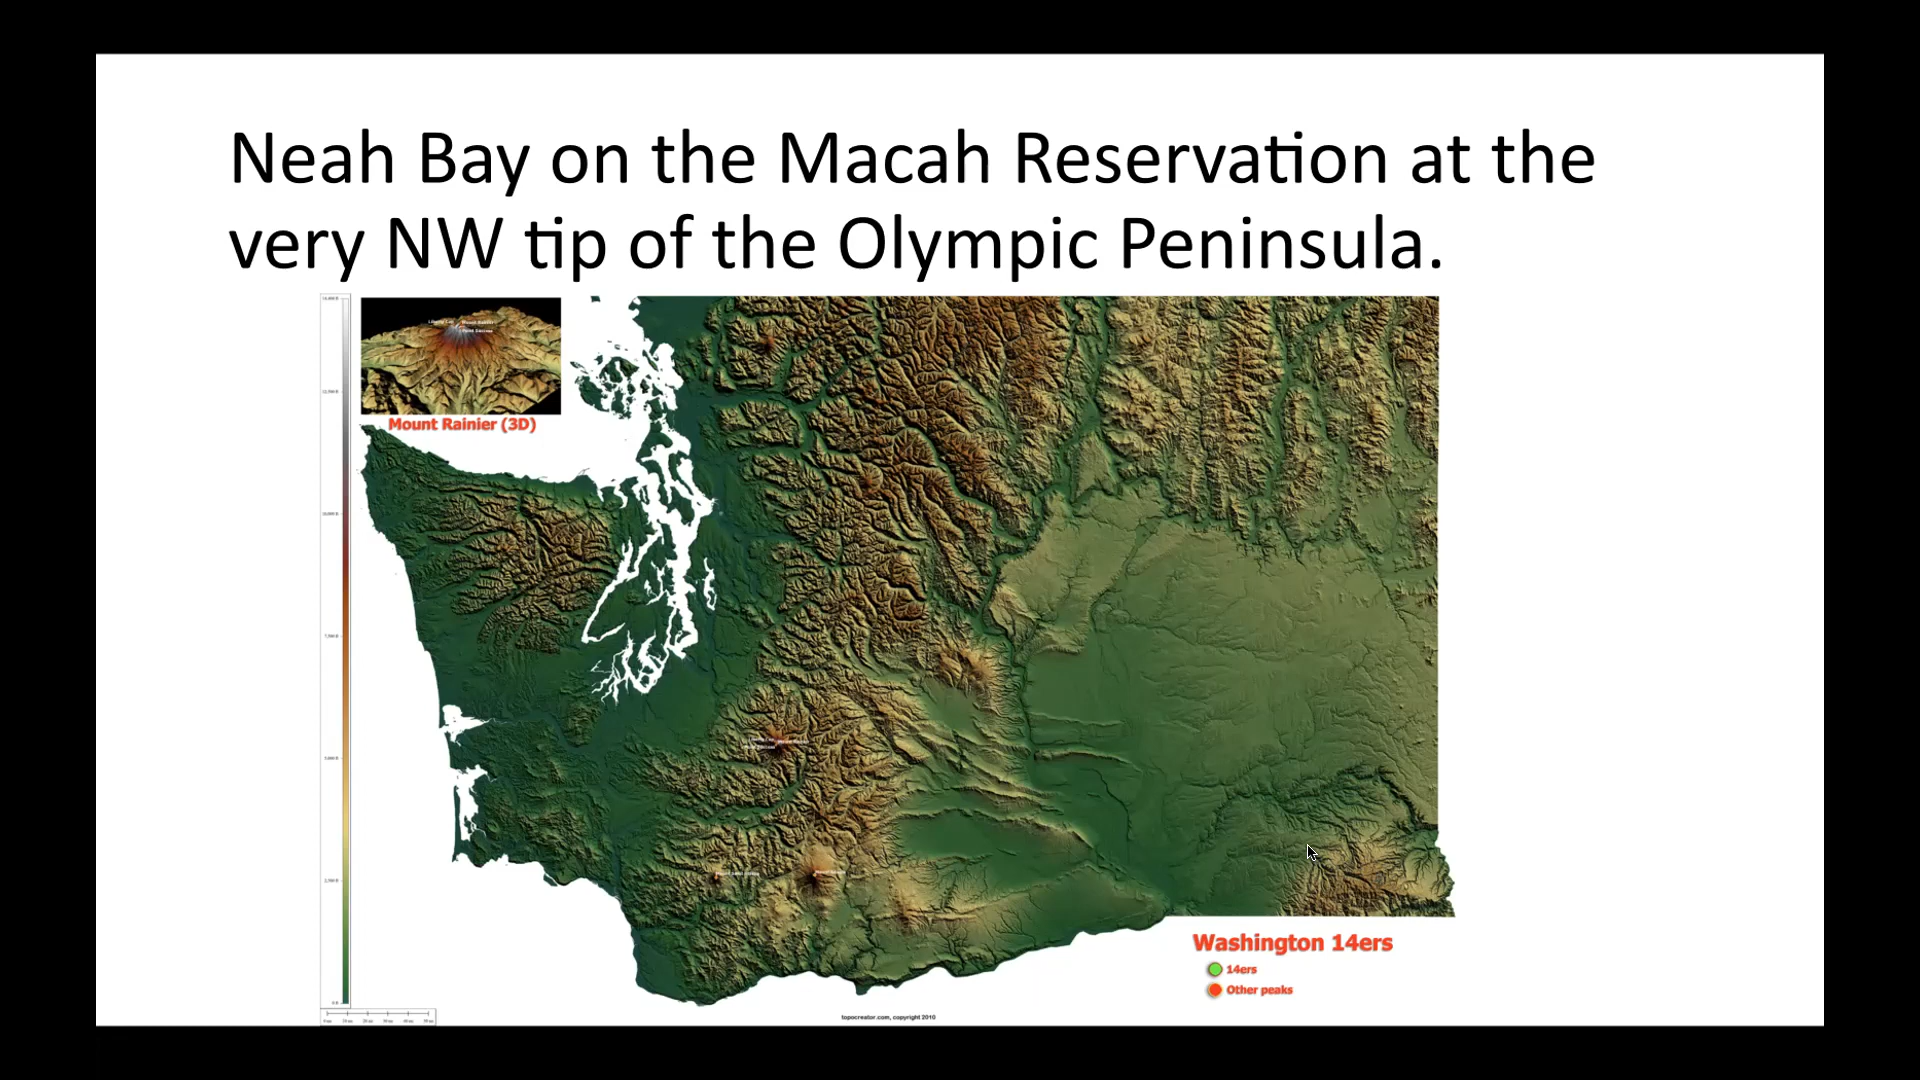 Neah Bay on the Macah Reservation at the
very NW tip of the Olympic Peninsula.
Mount Rainier (3D)
Washington 14ers
14ers
Other peaks
topocreator.com, copyright 2010